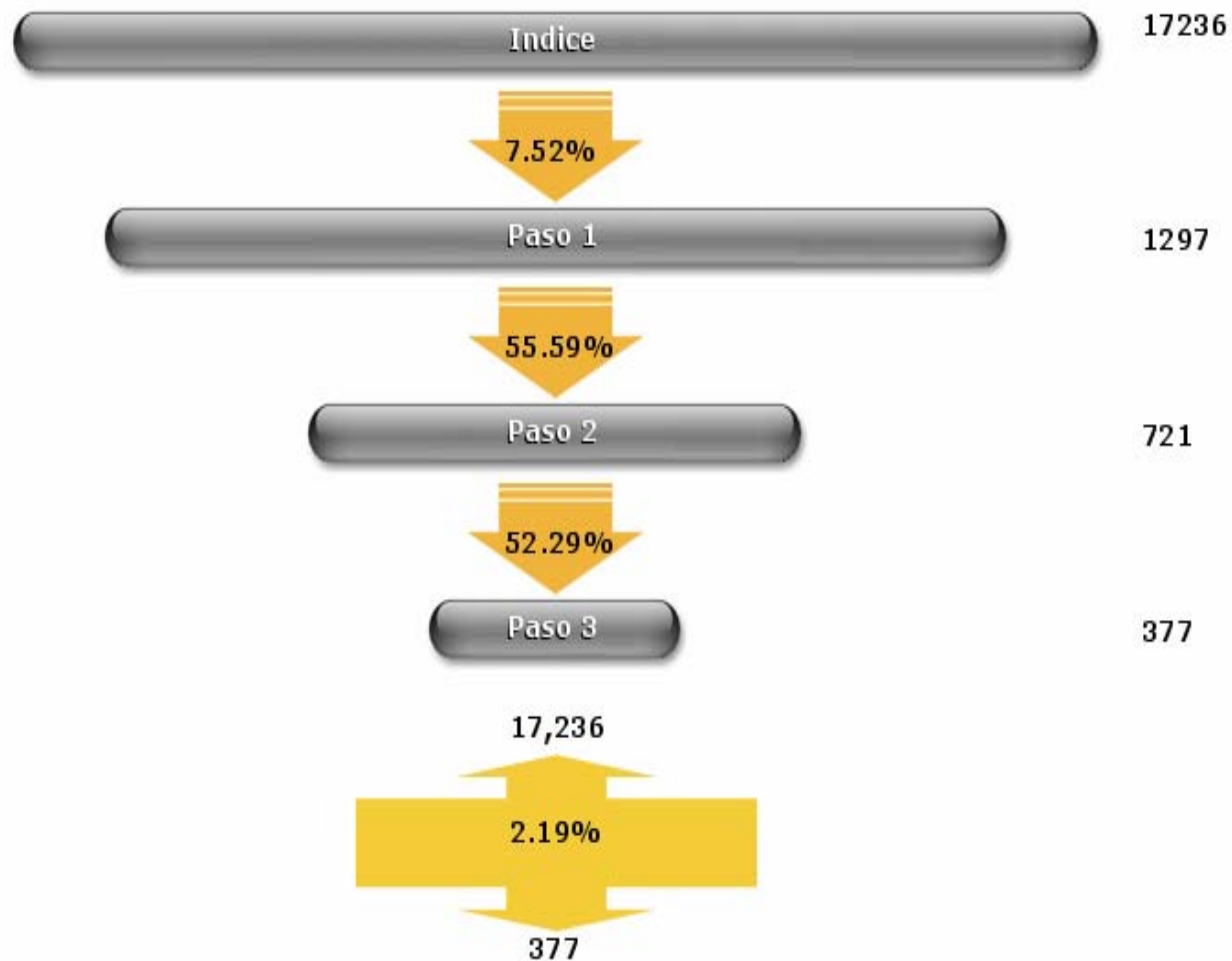 Indice
17236
7.52%
Paso 1
1297
55.59%
Paso 2
721
52.29%
Paso 3
377
17,236
2.19%
377